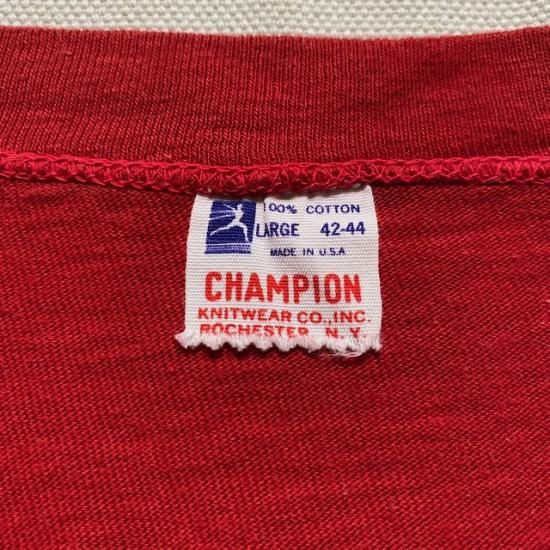 100% COTTON
LARGE 42-44
MADE IN U.S.A
CHAMPION
KNITWEAR CO., INC.
ROCHESTER, N.Y.